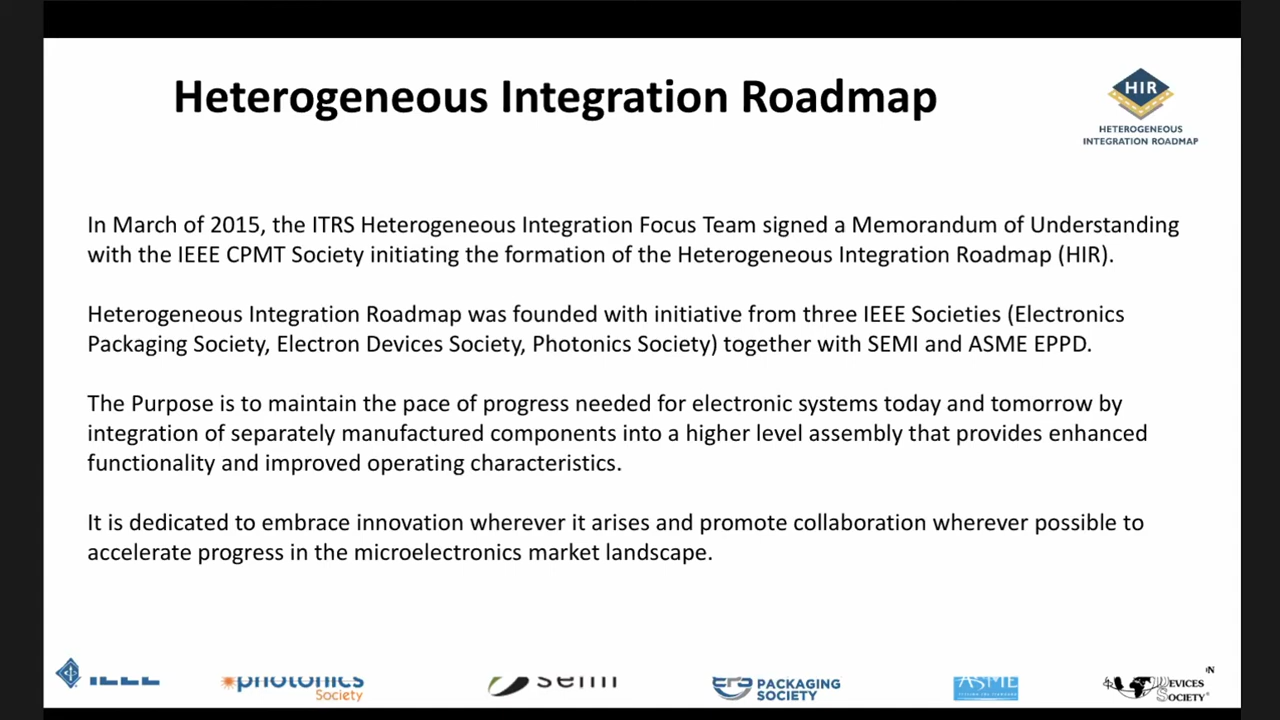 Heterogeneous Integration Roadmap
HIR
HETEROGENEOUS
INTEGRATION ROADMAP
In March of 2015, the ITRS Heterogeneous Integration Focus Team signed a Memorandum of Understanding
with the IEEE CPMT Society initiating the formation of the Heterogeneous Integration Roadmap (HIR).
Heterogeneous Integration Roadmap was founded with initiative from three IEEE Societies (Electronics
Packaging Society, Electron Devices Society, Photonics Society) together with SEMI and ASME EPPD.
The Purpose is to maintain the pace of progress needed for electronic systems today and tomorrow by
integration of separately manufactured components into a higher level assembly that provides enhanced
functionality and improved operating characteristics.
It is dedicated to embrace innovation wherever it arises and promote collaboration wherever possible to
accelerate progress in the microelectronics market landscape.
IEEE
photonics
Society
semi
EPS PACKAGING
SOCIETY
ASME
DEVICES
SOCIETY®